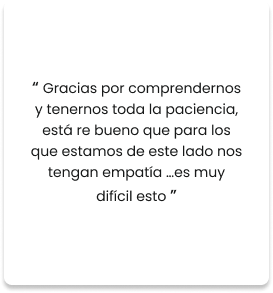 “ Gracias por comprendernos
y tenernos toda la paciencia,
está re bueno que para los
que estamos de este lado nos
tengan empatía ...es muy
difícil esto ”